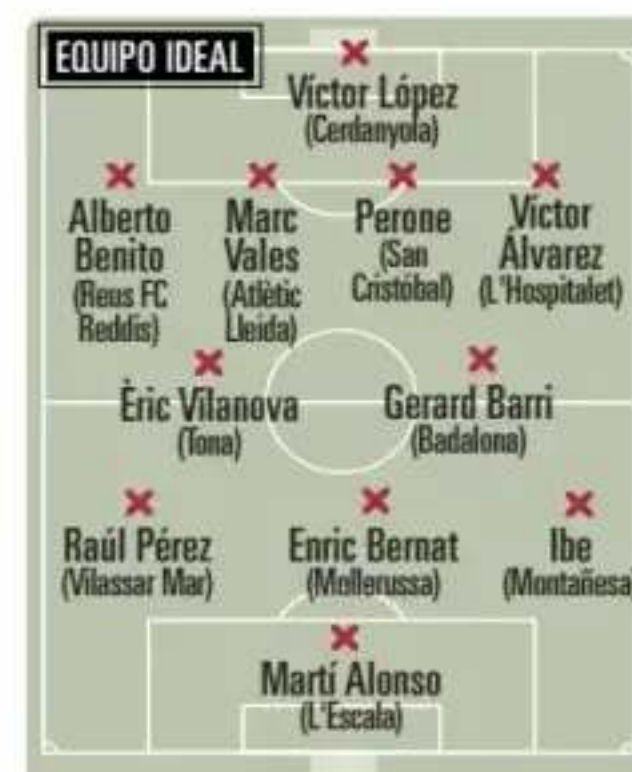 EQUIPO IDEAL
Víctor López
(Cerdanyola)
Alberto
Benito
(Reus FC
Reddis)
Marc
Vales
(Atlètic
Lleida)
Perone
(San
Cristóbal)
Víctor
Álvarez
(L'Hospitalet)
Èric Vilanova
(Tona)
Gerard Barri
(Badalona)
Raúl Pérez
(Vilassar Mar)
Enric Bernat
(Mollerussa)
Ibe
(Montañesa)
Martí Alonso
(L'Escala)